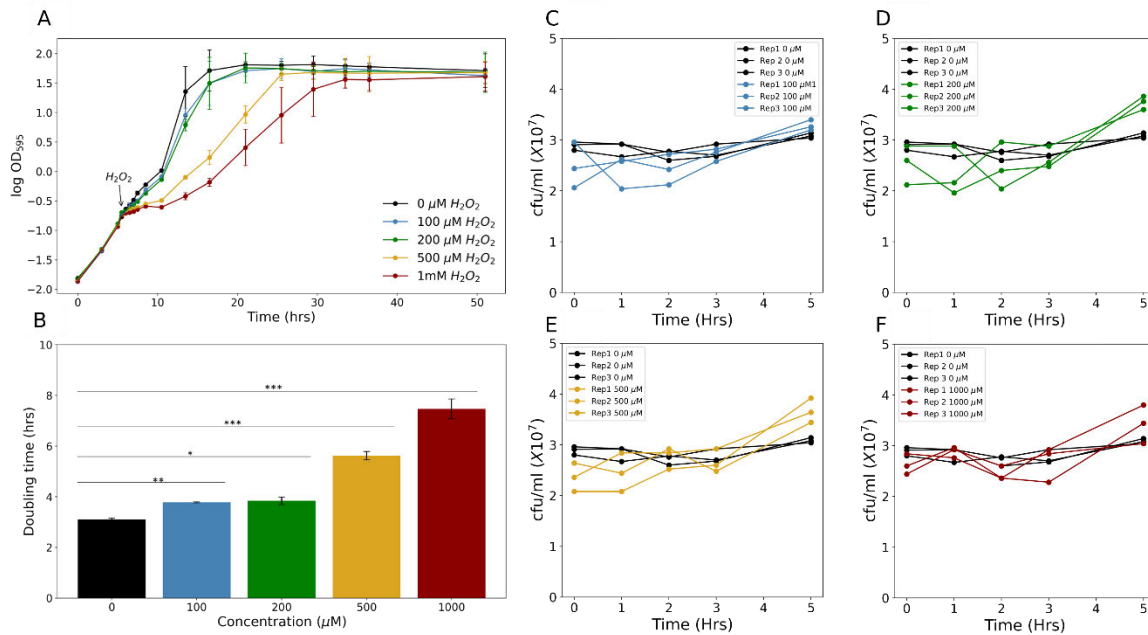 A
log OD595
2.0
1.5
1.0
0.5
0.0
−0.5
−1.0
−1.5
−2.0
H2O2
0 μM H2O2
100 μM H2O2
200 μM H2O2
500 μM H2O2
1mM H2O2
0 10 20 30 40 50
Time (hrs)
B
Doubling time (hrs)
10
8
6
4
2
0
***
***
*
**
0 100 200 500 1000
Concentration (μM)
C
cfu/ml (X10⁷)
5
4
3
2
1
0
Rep1 0 μM
Rep 2 0 μM
Rep 3 0 μM
Rep1 100 μM1
Rep2 100 μM
Rep3 100 μM
0 1 2 3 4 5
Time (Hrs)
D
cfu/ml (X10⁷)
5
4
3
2
1
0
Rep1 0 μM
Rep 2 0 μM
Rep 3 0 μM
Rep1 200 μM
Rep2 200 μM
Rep3 200 μM
0 1 2 3 4 5
Time (Hrs)
E
cfu/ml (X10⁷)
5
4
3
2
1
0
Rep1 0 μM
Rep2 0 μM
Rep3 0 μM
Rep1 500 μM
Rep2 500 μM
Rep3 500 μM
0 1 2 3 4 5
Time (Hrs)
F
cfu/ml (X10⁷)
5
4
3
2
1
0
Rep1 0 μM
Rep 2 0 μM
Rep 3 0 μM
Rep 1 1000 μM
Rep 2 1000 μM
Rep 3 1000 μM
0 1 2 3 4 5
Time (Hrs)